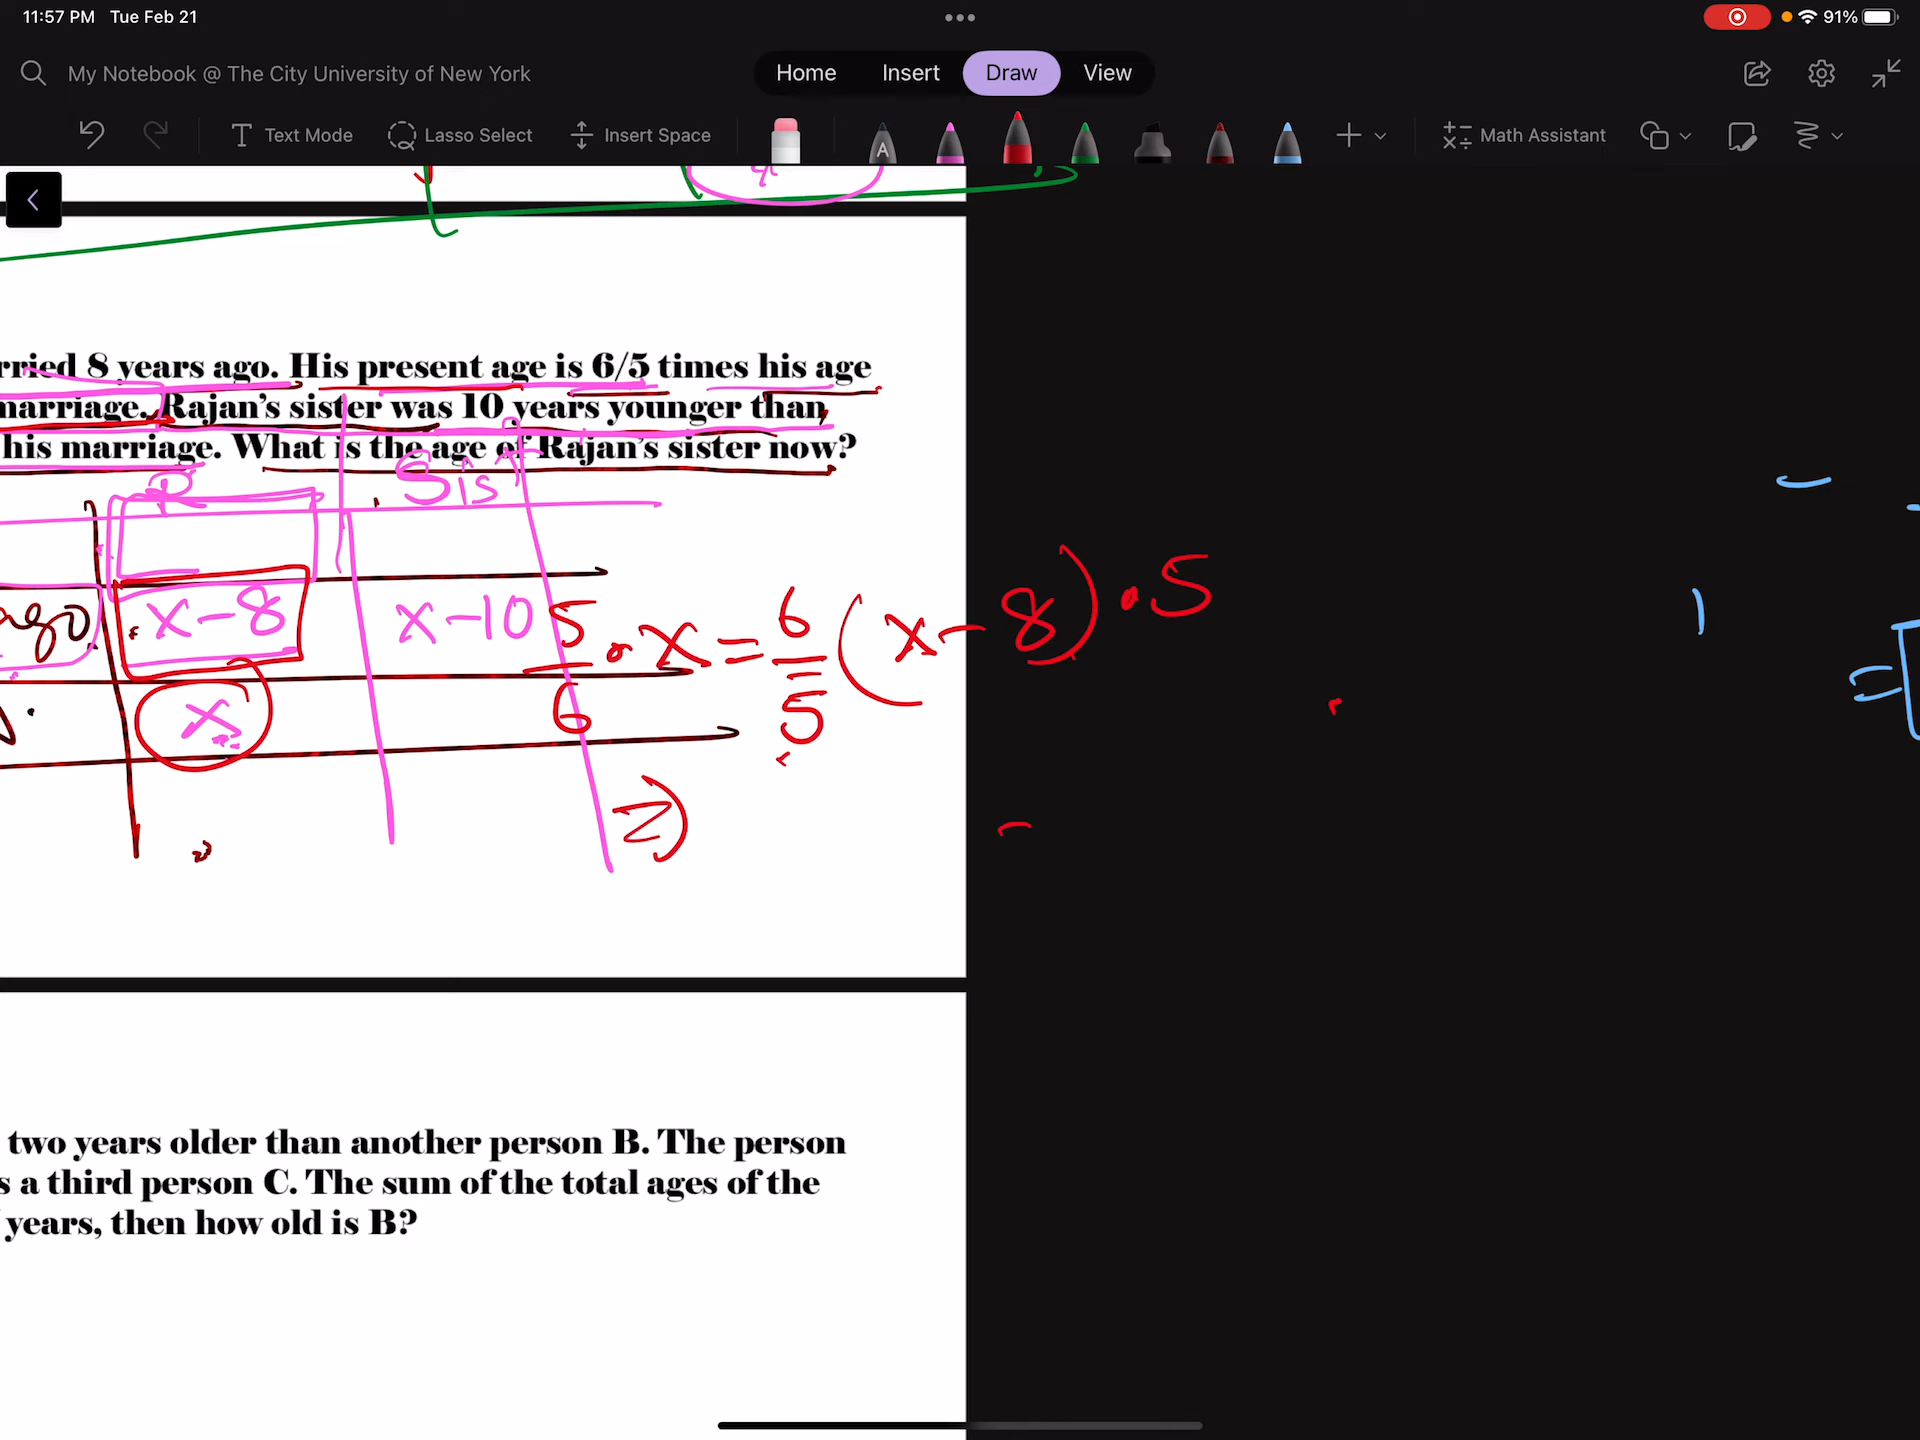 11:57 PM Tue Feb 21
91%
My Notebook @ The City University of New York
Home Insert Draw View
Text Mode Lasso Select Insert Space
A
Math Assistant
rried 8 years ago. His present age is 6/5 times his age
marriage. Rajan's sister was 10 years younger than
his marriage. What is the age of Rajan's sister now?
R Sist
ago x-8 x-10 5/6 · x = 6/5 (x-8) · 5
x
2)
two years older than another person B. The person
s a third person C. The sum of the total ages of the
years, then how old is B?